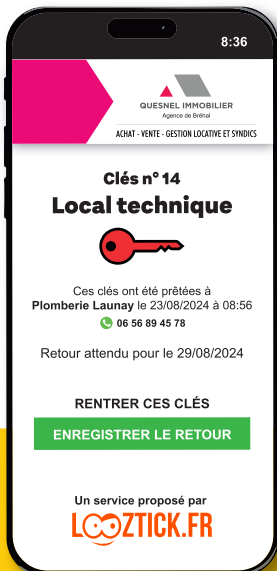 8:36
QUESNEL IMMOBILIER
Agence de Bréhal
ACHAT - VENTE - GESTION LOCATIVE ET SYNDICS
Clés n° 14
Local technique
Ces clés ont été prêtées à
Plomberie Launay le 23/08/2024 à 08:56
06 56 89 45 78
Retour attendu pour le 29/08/2024
RENTRER CES CLÉS
ENREGISTRER LE RETOUR
Un service proposé par
LOOZTICK.FR